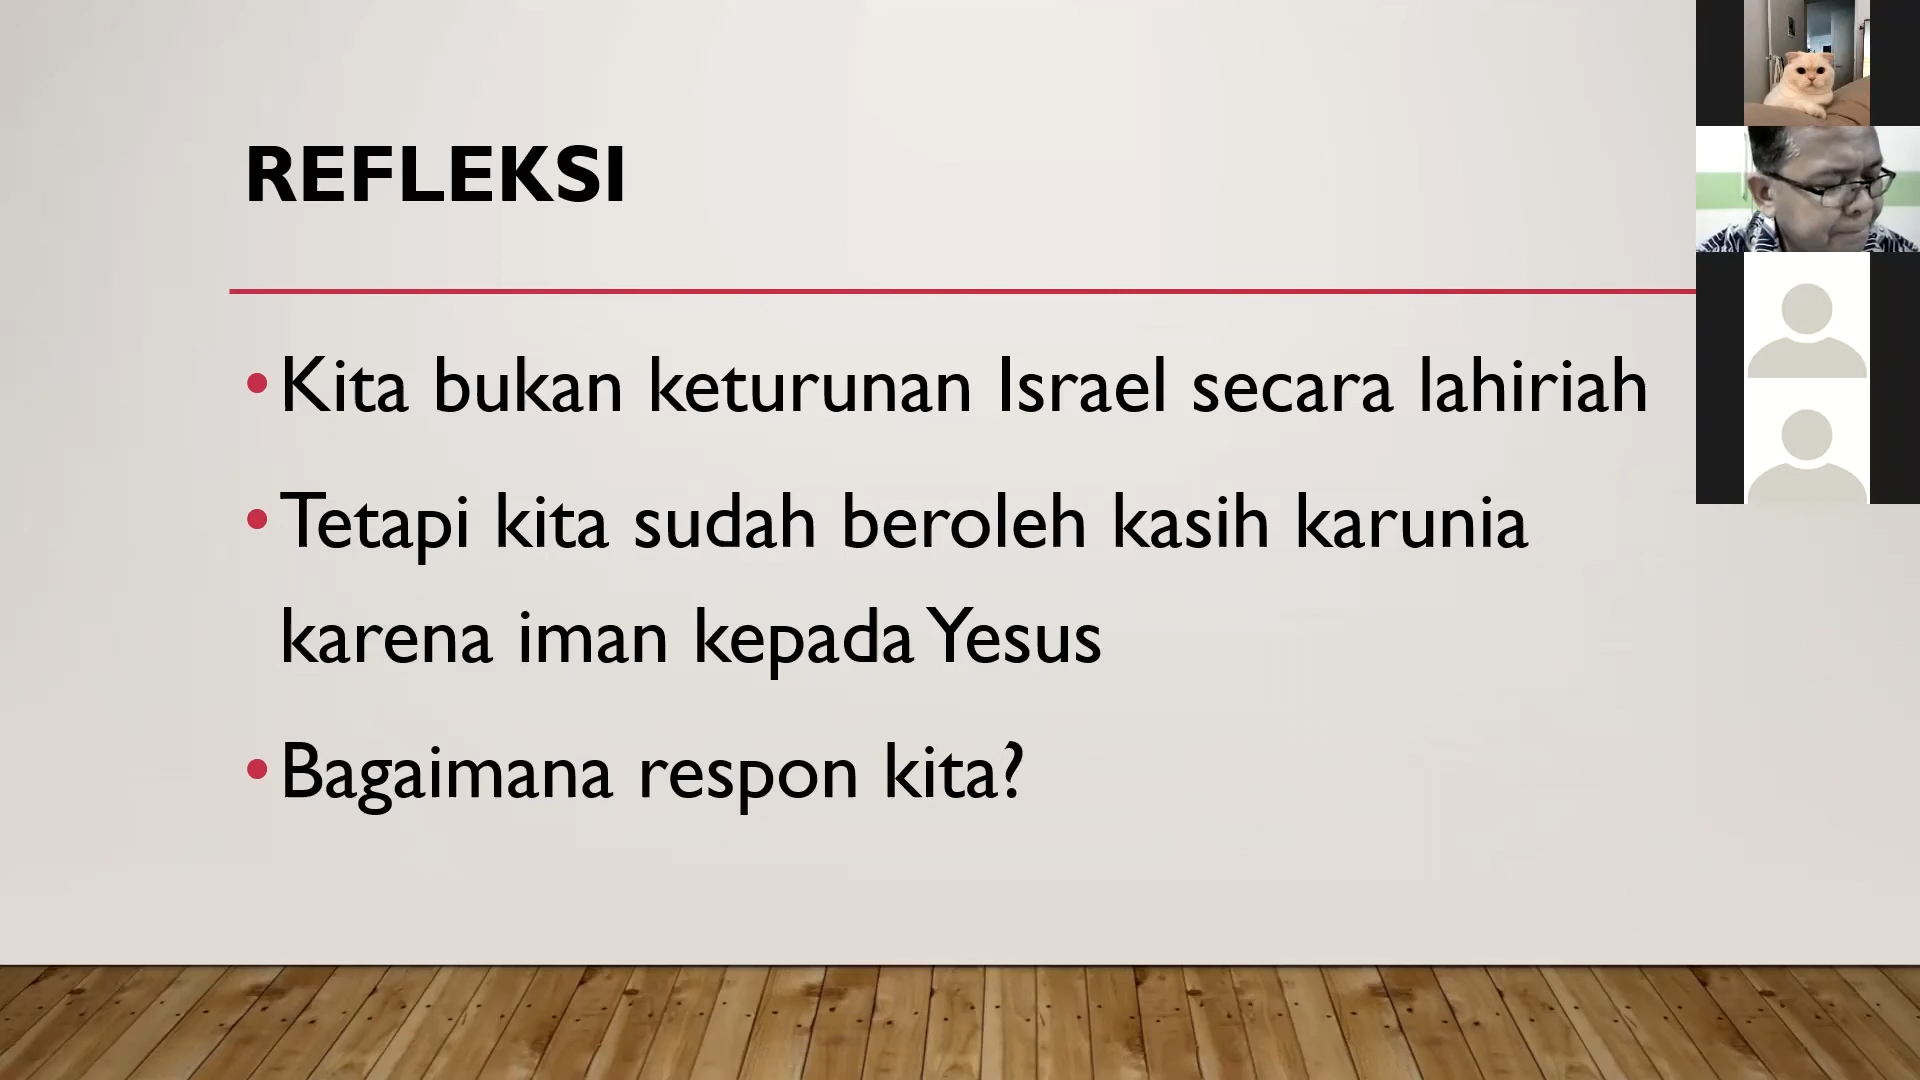 REFLEKSI
•Kita bukan keturunan Israel secara lahiriah
•Tetapi kita sudah beroleh kasih karunia
karena iman kepada Yesus
•Bagaimana respon kita?